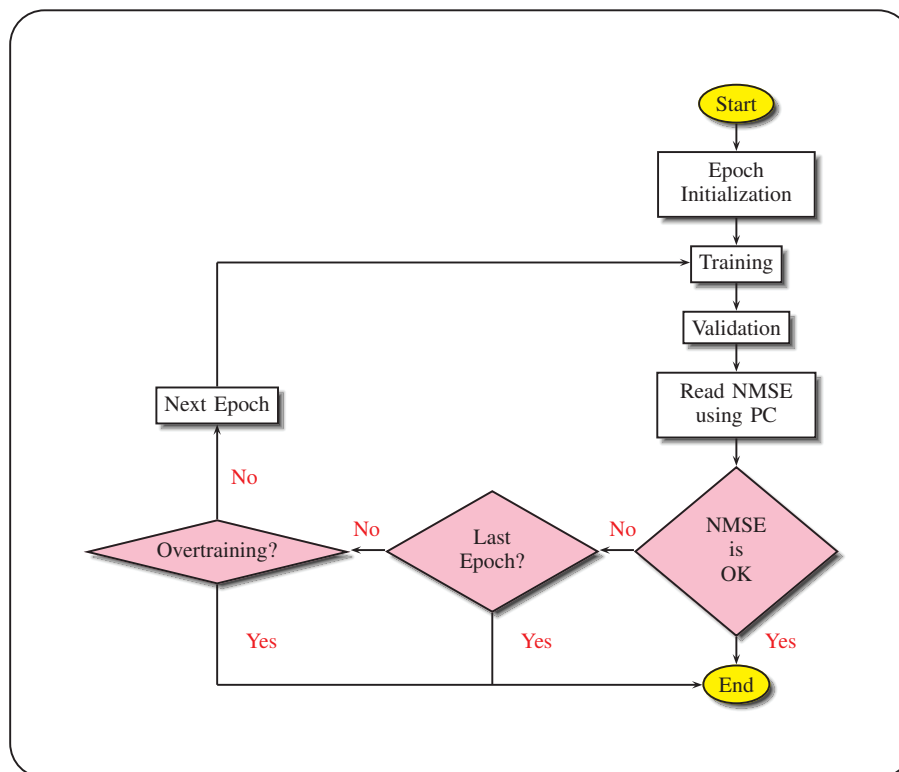 Start
Epoch
Initialization
Training
Validation
Next Epoch
Read NMSE
using PC
No
Overtraining?
No
Last
Epoch?
No
NMSE
is
OK
Yes
Yes
Yes
End